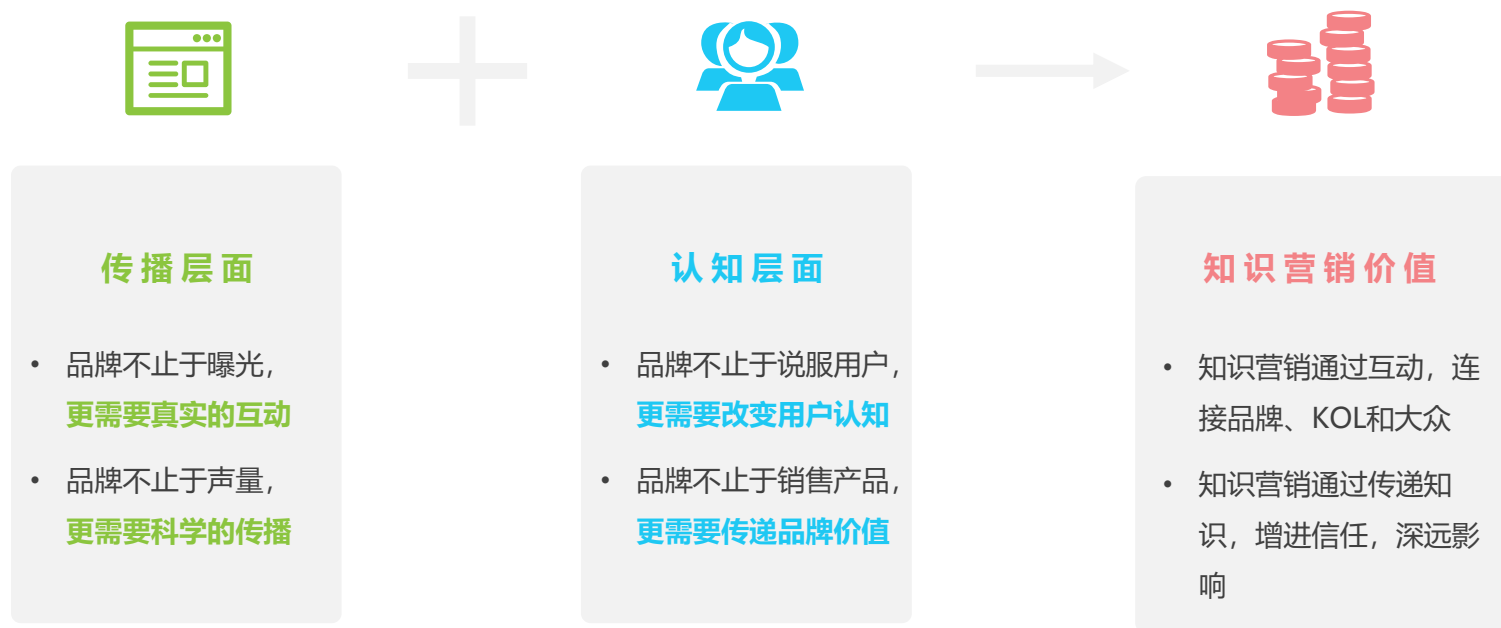 传播层面
• 品牌不止于曝光，
更需要真实的互动
• 品牌不止于声量，
更需要科学的传播
认知层面
• 品牌不止于说服用户，
更需要改变用户认知
• 品牌不止于销售产品，
更需要传递品牌价值
知识营销价值
• 知识营销通过互动，连
接品牌、KOL和大众
• 知识营销通过传递知
识，增进信任，深远影
响